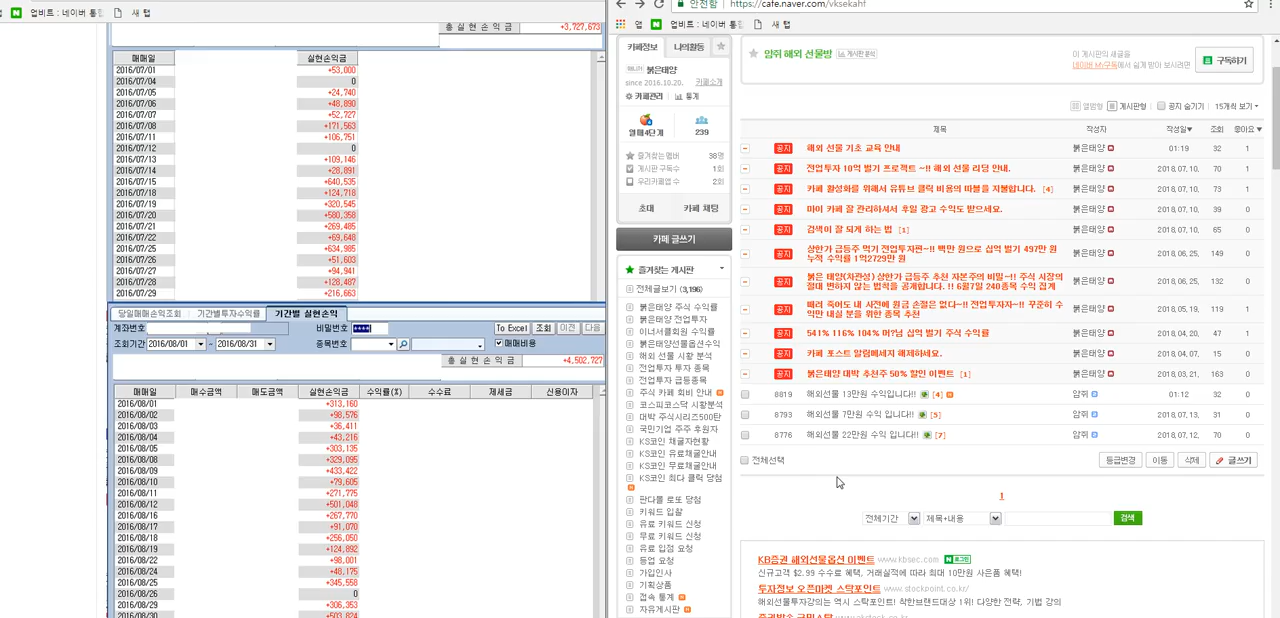 업비트 : 네이버 통합
새 탭
총 실 현 손 익 금
+3,727,673
매매일
실현손익금
2016/07/01 +53,000
2016/07/04 0
2016/07/05 +24,740
2016/07/06 +48,890
2016/07/07 +52,727
2016/07/08 +171,563
2016/07/11 +106,751
2016/07/12 0
2016/07/13 +109,146
2016/07/14 +28,891
2016/07/15 +640,535
2016/07/18 +124,718
2016/07/19 +320,545
2016/07/20 +580,358
2016/07/21 +269,485
2016/07/22 +69,648
2016/07/25 +634,985
2016/07/26 +51,603
2016/07/27 +94,941
2016/07/28 +128,487
2016/07/29 +216,663
당일매매손익조회 기간별투자수익률 기간별 실현손익
계좌번호 비밀번호 **** To Excel 조회 이전 다음
조회기간 2016/08/01 - 2016/08/31 종목번호 매매비용
총 실 현 손 익 금 +4,502,727
매매일 매수금액 매도금액 실현손익금 수익률(%) 수수료 제세금 신용이자
2016/08/01 +313,160
2016/08/02 +98,576
2016/08/03 +36,411
2016/08/04 +43,216
2016/08/05 +303,135
2016/08/08 +329,095
2016/08/09 +433,422
2016/08/10 +79,605
2016/08/11 +271,775
2016/08/12 +501,048
2016/08/16 +267,770
2016/08/17 +91,070
2016/08/18 +256,050
2016/08/19 +124,892
2016/08/22 +98,001
2016/08/24 +48,175
2016/08/25 +345,558
2016/08/26 0
2016/08/29 +306,353
2016/08/30 +503,824
안전함 | https://cafe.naver.com/vksekahf
앱 업비트 : 네이버 통합 새 탭
카페정보 나의활동
매니저 붉은태양
since 2016.10.20. 카페소개
카페관리 통계
열매4단계 239
즐겨찾는멤버 38명
게시판 구독수 1회
우리카페앱 수 2회
초대 카페 채팅
카페 글쓰기
즐겨찾는 게시판
전체글보기 (3,196)
붉은태양 주식 수익률
붉은태양 전업투자
이너서클회원 수익률
붉은태양선물옵션수익
해외 선물 시황 분석
전업투자 투자 종목
전업투자 급등종목
주식 카페 회비 안내
코스피코스닥 시황분석
대박 주식시리즈500탄
국민기업 주주 후원자
KS코인 채굴자현황
KS코인 유료채굴안내
KS코인 무료채굴안내
KS코인 최다 클릭 당첨
판다블 로또 당첨
키워드 입찰
유료 키워드 신청
무료 키워드 신청
유료 입점 요청
등업 요청
가입인사
기획상품
접속 통계
자유게시판
얌쥐 해외 선물방 게시판 분석
이 게시판의 새글을
네이버 MY구독에서 쉽게 받아 보시려면
구독하기
앨범형 게시판형 공지 숨기기 15개씩 보기
제목 작성자 작성일 조회 좋아요
공지 해외 선물 기초 교육 안내 붉은태양 01:19 32 1
공지 전업투자 10억 벌기 프로젝트 ~!! 해외 선물 리딩 안내. 붉은태양 2018.07.10. 70 1
공지 카페 활성화를 위해서 유튜브 클릭 비용의 따블을 지불합니다. [4] 붉은태양 2018.07.10. 73 1
공지 마이 카페 잘 관리하셔서 후일 광고 수익도 받으세요. 붉은태양 2018.07.10. 39 0
공지 검색이 잘 되게 하는 법 [1] 붉은태양 2018.07.10. 65 0
공지 상한가 급등주 먹기 전업투자편~!! 백만 원으로 십억 벌기 497만 원
누적 수익률 1억2729만 원 붉은태양 2018.06.25. 149 0
공지 붉은 태양(차관성) 상한가 급등주 추천 자본주의 비밀~!! 주식 시장의
절대 변하지 않는 법칙을 공개합니다. !! 6월7일 240종목 수익 집계 붉은태양 2018.06.25. 132 0
공지 때려 죽여도 내 사전에 원금 손절은 없다~!! 전업투자자~!! 꾸준히 수
익만 내실 분을 위한 종목 추천 붉은태양 2018.05.19. 119 1
공지 541% 116% 104% 며?님 십억 벌기 주식 수익률 붉은태양 2018.04.20. 47 1
공지 카페 포스트 알람메세지 해제하세요. 붉은태양 2018.04.07. 15 0
공지 붉은태양 대박 추천주 50% 할인 이벤트 [1] 붉은태양 2018.03.21. 163 0
8819 해외선물 13만원 수익입니다!! [4] 얌쥐 01:12 32 0
8793 해외선물 7만원 수익 입니다!! [5] 얌쥐 2018.07.13. 31 0
8776 해외선물 22만원 수익 입니다!! [7] 얌쥐 2018.07.12. 70 0
전체선택 등급변경 이동 삭제 글쓰기
1
전체기간 제목+내용 검색
KB증권 해외선물옵션 이벤트 www.kbsec.com 로그인
신규고객 $2.99 수수료 혜택, 거래실적에 따라 최대 10만원 사은품 혜택!
투자정보 오픈마켓 스탁포인트 www.stockpoint.co.kr/
해외선물투자강의는 역시 스탁포인트! 착한브랜드대상 1위! 다양한 전략, 기법 강의